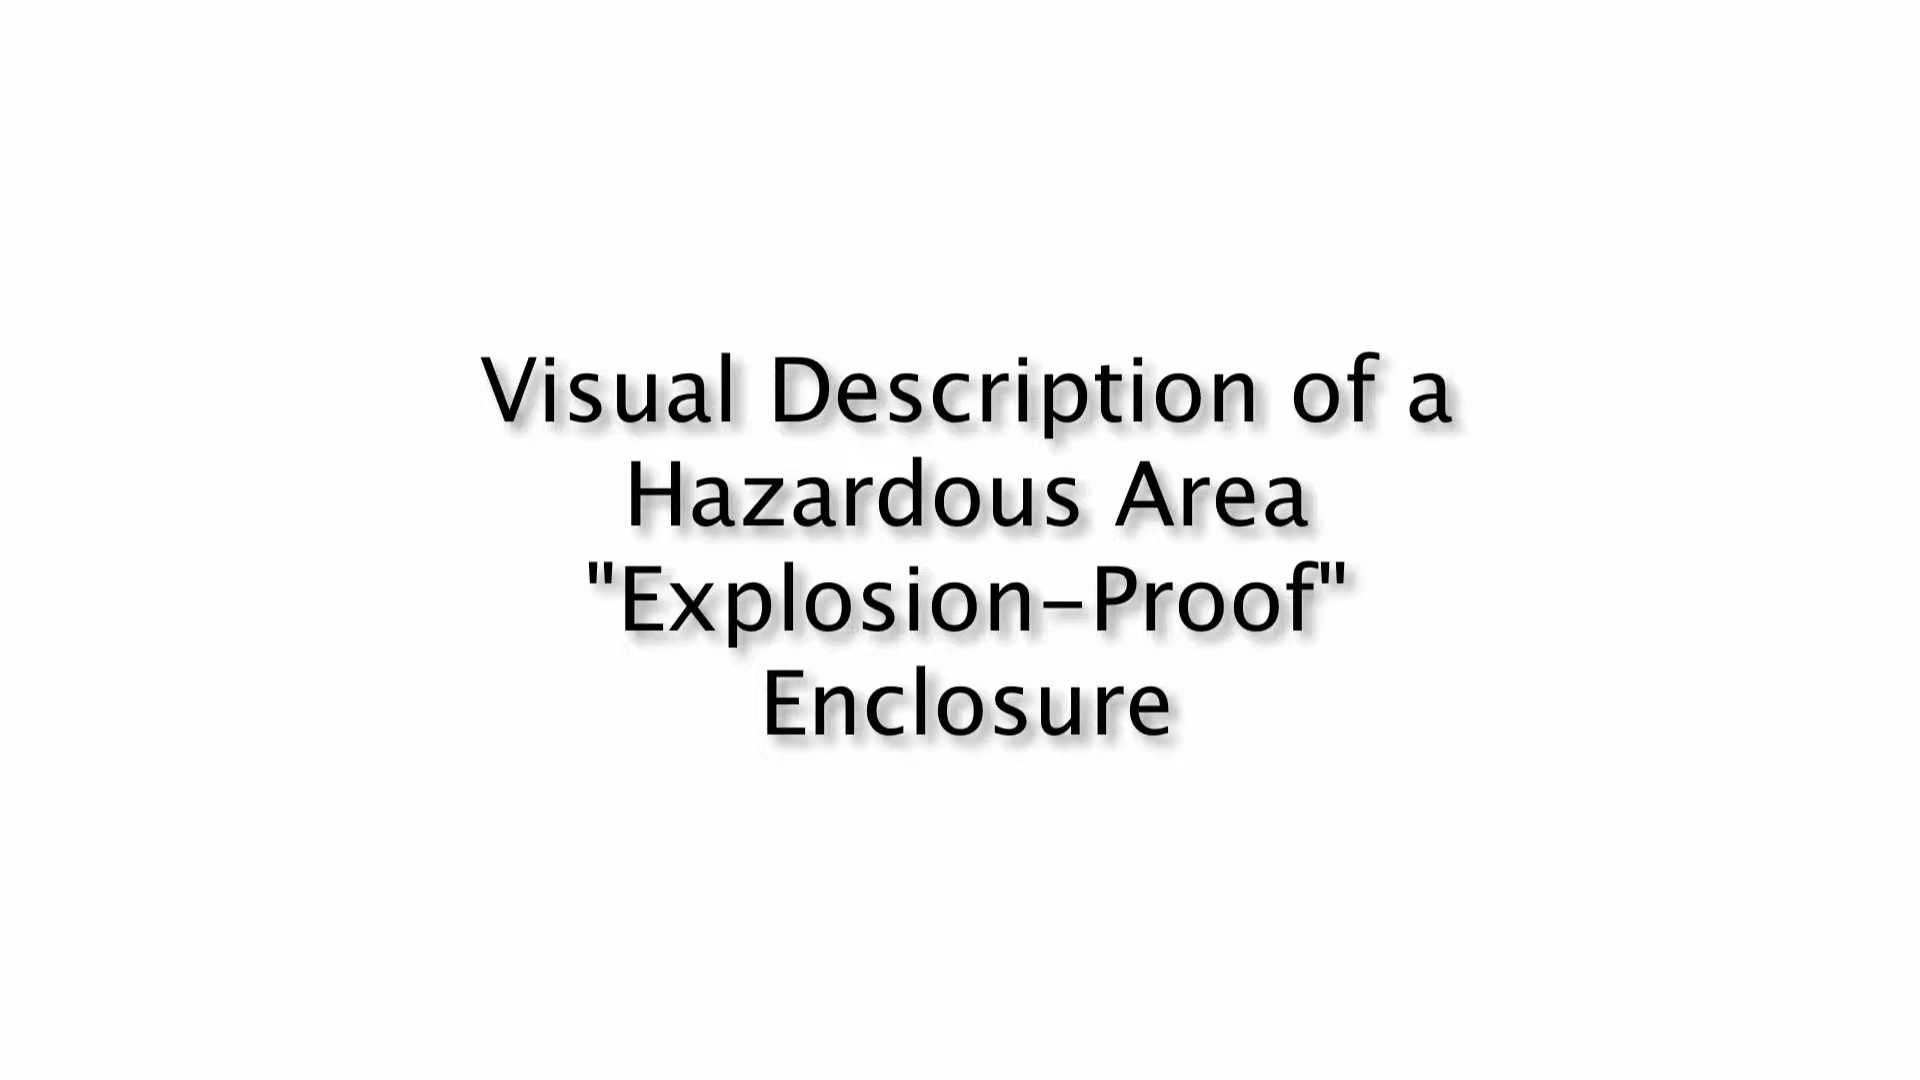 Visual Description of a
Hazardous Area
"Explosion-Proof"
Enclosure